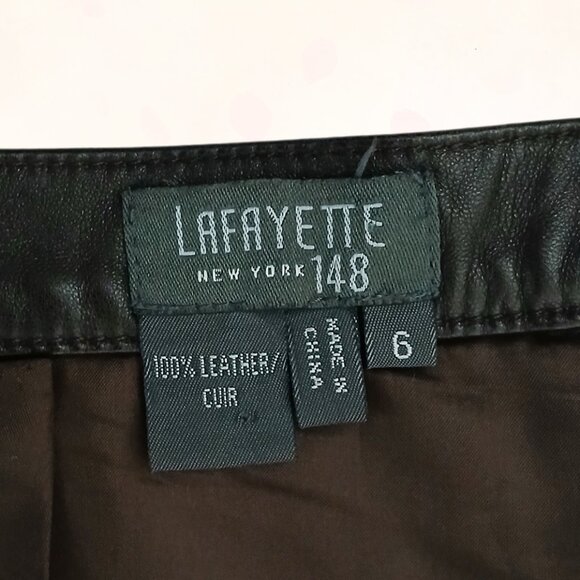 LAFAYETTE
NEW YORK 148
100% LEATHER/
CUIR
MADE IN
CHINA
6